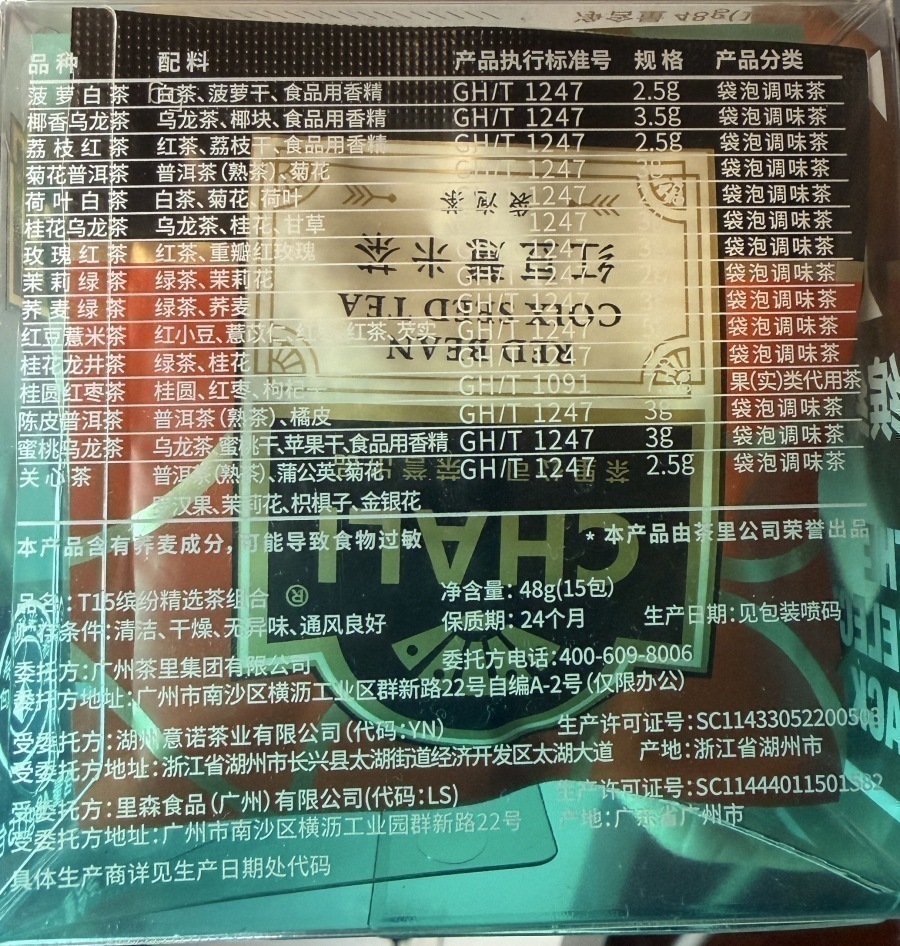 品种 配料 产品执行标准号 规格 产品分类
菠萝白茶 白茶、菠萝干、食品用香精 GH/T 1247 2.5g 袋泡调味茶
椰香乌龙茶 乌龙茶、椰块、食品用香精 GH/T 1247 3.5g 袋泡调味茶
荔枝红茶 红茶、荔枝干、食品用香精 GH/T 1247 2.5g 袋泡调味茶
菊花普洱茶 普洱茶(熟茶)、菊花 GH/T 1247 袋泡调味茶
荷叶白茶 白茶、菊花、荷叶 1247 袋泡调味茶
桂花乌龙茶 乌龙茶、桂花、甘草 1247 袋泡调味茶
玫瑰红茶 红茶、重瓣红玫瑰 袋泡调味茶
茉莉绿茶 绿茶、茉莉花 GH/T 袋泡调味茶
荞麦绿茶 绿茶、荞麦 袋泡调味茶
红豆薏米茶 红小豆、薏苡仁、红茶、芡实 GH/T 袋泡调味茶
桂花龙井茶 绿茶、桂花 GH/T 1247 袋泡调味茶
桂圆红枣茶 桂圆、红枣、枸杞 GH/T 1091 果(实)类代用茶
陈皮普洱茶 普洱茶(熟茶)、橘皮 GH/T 1247 3g 袋泡调味茶
蜜桃乌龙茶 乌龙茶、蜜桃干、苹果干、食品用香精 GH/T 1247 3g 袋泡调味茶
关心茶 普洱茶(熟茶)、蒲公英、菊花 GH/T 1247 2.5g 袋泡调味茶
罗汉果、茉莉花、枳椇子、金银花
本产品含有荞麦成分,可能导致食物过敏 *本产品由茶里公司荣誉出品
品名:T15缤纷精选茶组合 净含量:48g(15包)
贮存条件:清洁、干燥、无异味、通风良好 保质期:24个月 生产日期:见包装喷码
委托方:广州茶里集团有限公司 委托方电话:400-609-8006
委托方地址:广州市南沙区横沥工业区群新路22号自编A-2号(仅限办公)
受委托方:湖州意诺茶业有限公司(代码:YN) 生产许可证号:SC11433052200503
受委托方地址:浙江省湖州市长兴县太湖街道经济开发区太湖大道 产地:浙江省湖州市
受委托方:里森食品(广州)有限公司(代码:LS) 生产许可证号:SC11444011501582
受委托方地址:广州市南沙区横沥工业园群新路22号 产地:广东省广州市
具体生产商详见生产日期处代码
CHALI
®
RED BEAN
COIX SEED TEA
红豆薏米茶
袋泡茶